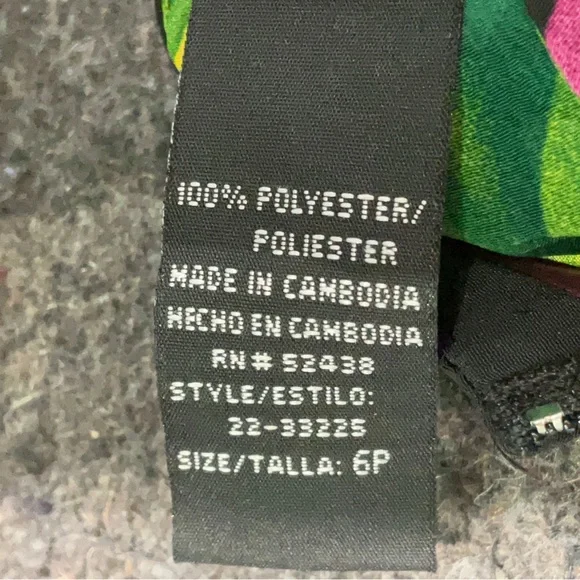 100% POLYESTER/
POLIESTER
MADE IN CAMBODIA
HECHO EN CAMBODIA
RN# 52438
STYLE/ESTILO:
22-33225
SIZE/TALLA: 6P